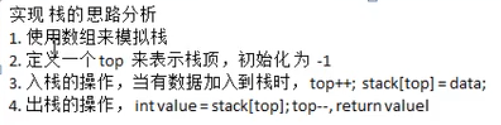 实现 栈的思路分析
1. 使用数组来模拟栈
2. 定义一个 top 来表示栈顶，初始化为 -1
3. 入栈的操作，当有数据加入到栈时，top++; stack[top] = data;
4. 出栈的操作，int value = stack[top]; top--, return valuel